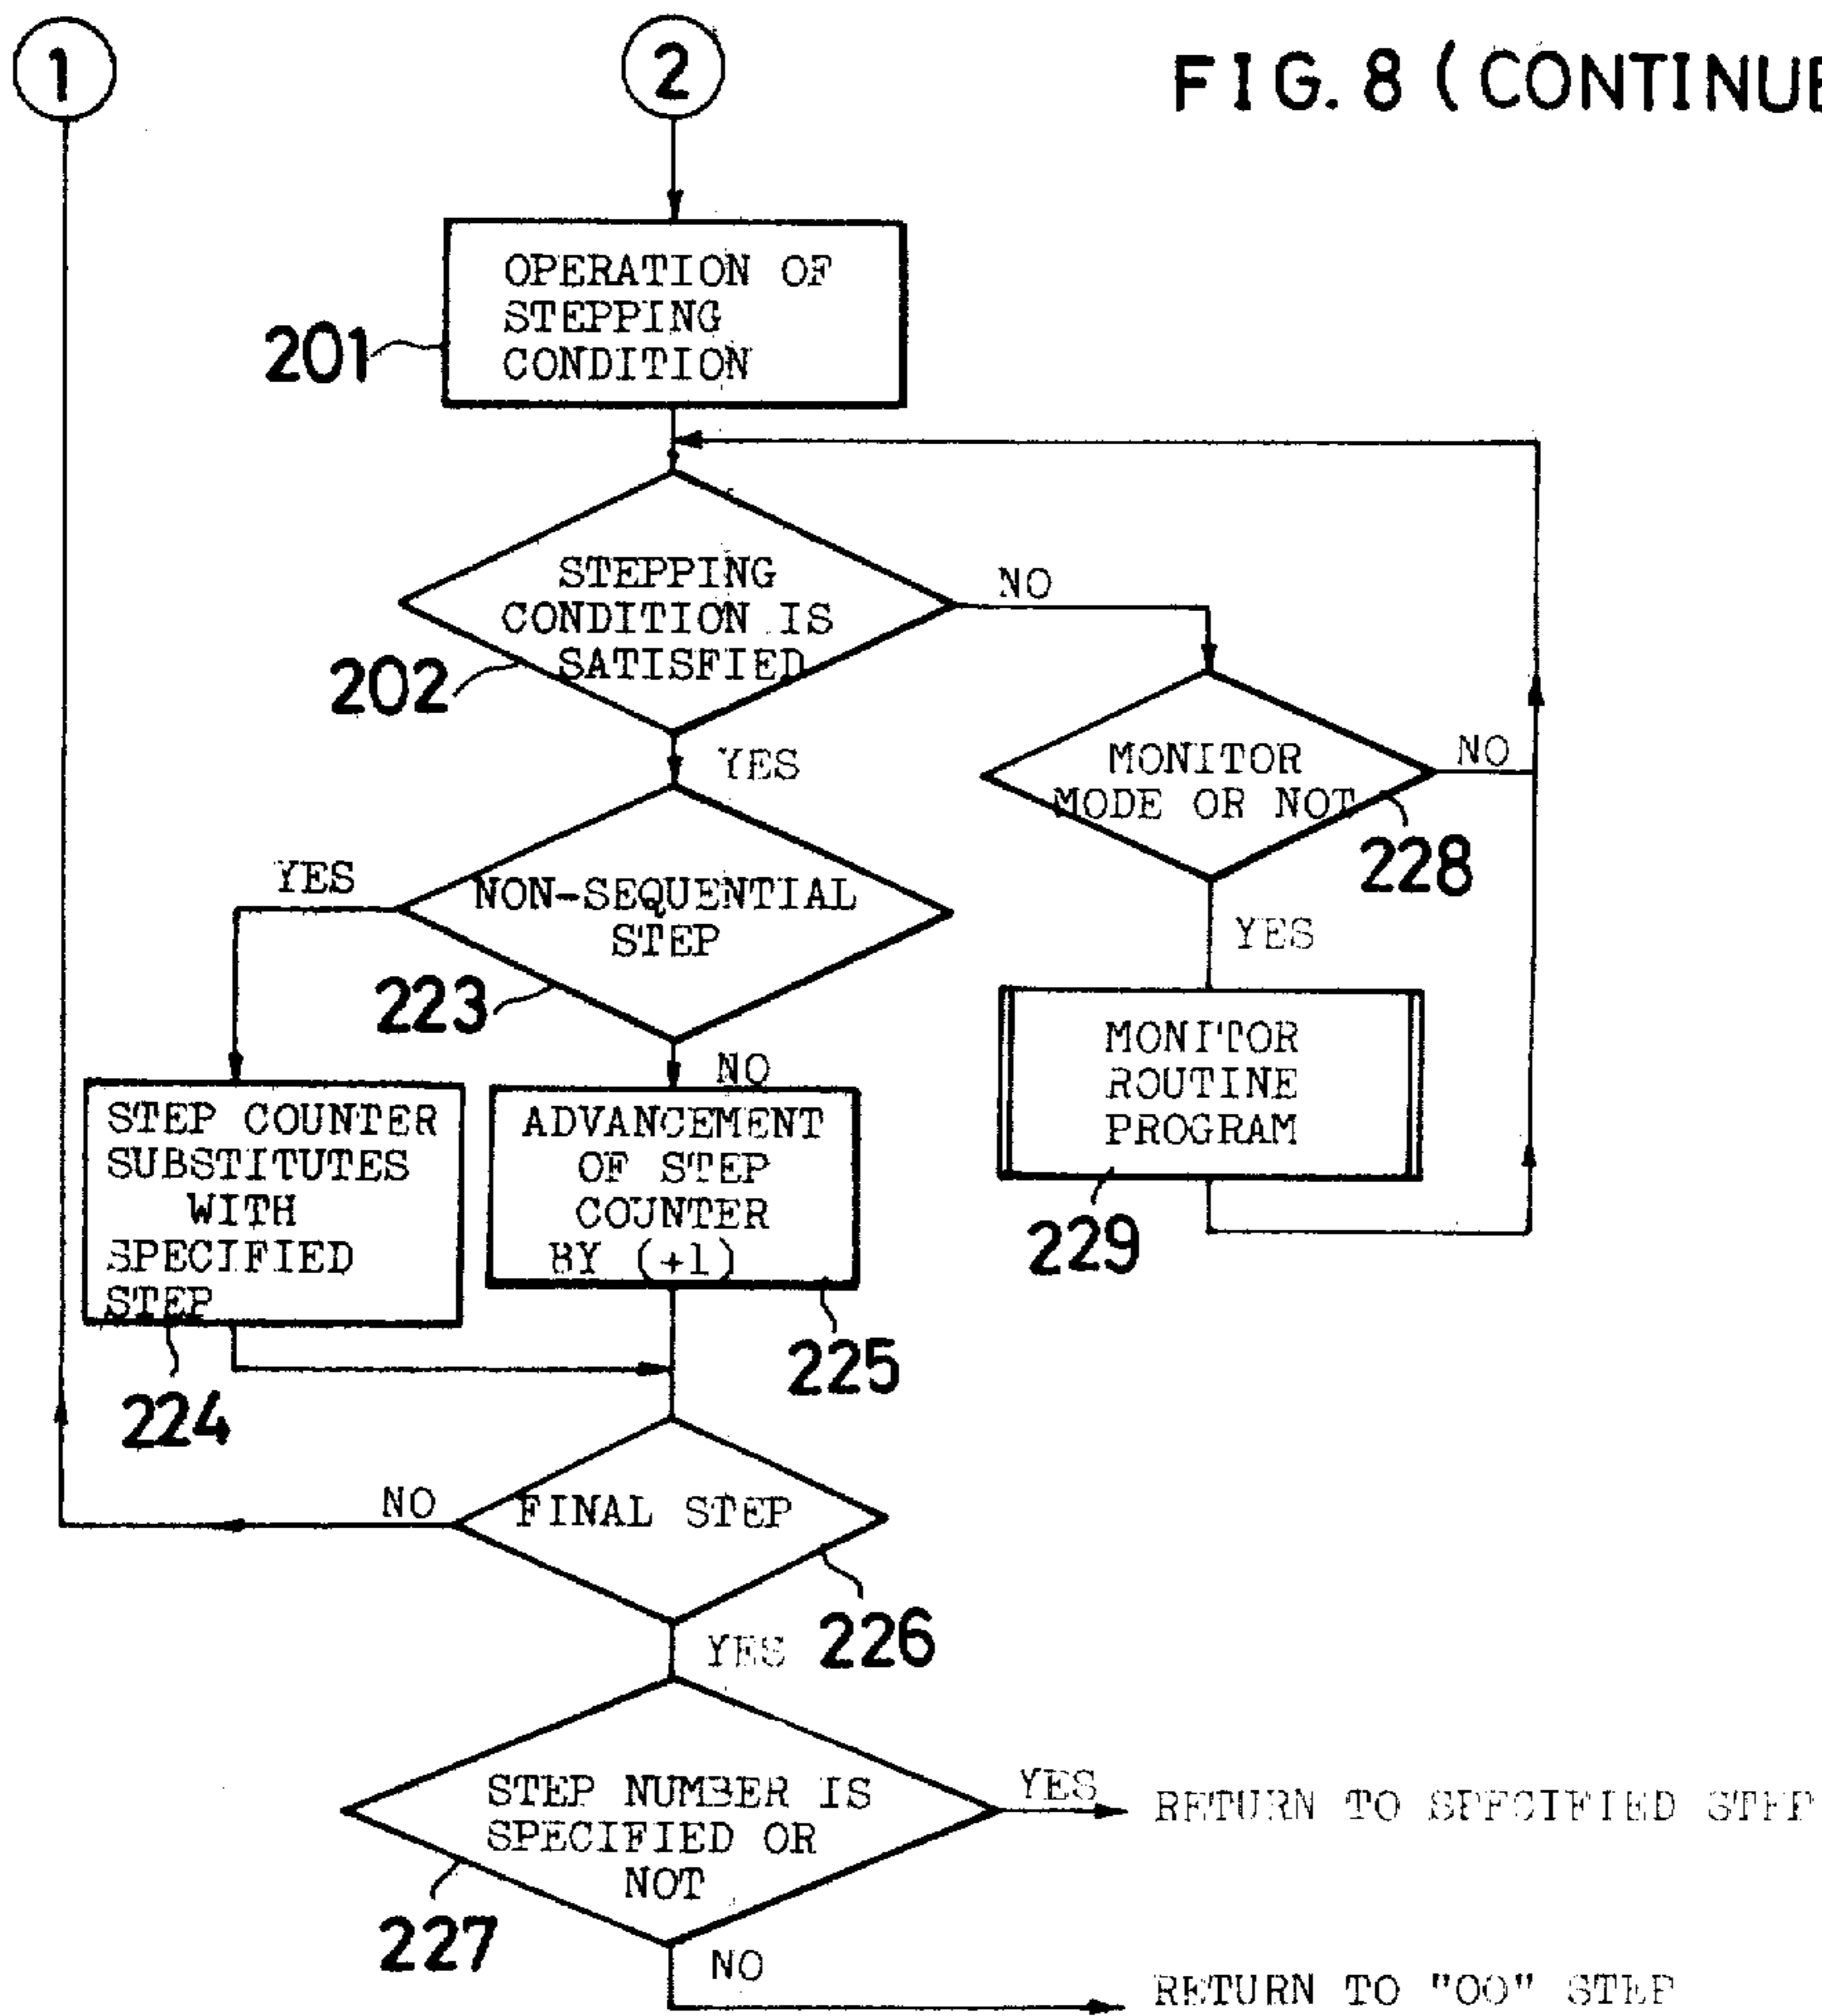 1
2
FIG. 8 (CONTINUE
OPERATION OF
STEPPING
CONDITION
201
STEPPING
CONDITION IS
SATISFIED
202
NO
YES
MONITOR
MODE OR NOT
NO
228
YES
YES
NON-SEQUENTIAL
STEP
223
NO
MONITOR
ROUTINE
PROGRAM
229
STEP COUNTER
SUBSTITUTES
WITH
SPECIFIED
STEP
224
ADVANCEMENT
OF STEP
COUNTER
BY (+1)
225
NO
FINAL STEP
226
YES
STEP NUMBER IS
SPECIFIED OR
NOT
227
YES
RETURN TO SPECIFIED STEP
NO
RETURN TO "00" STEP